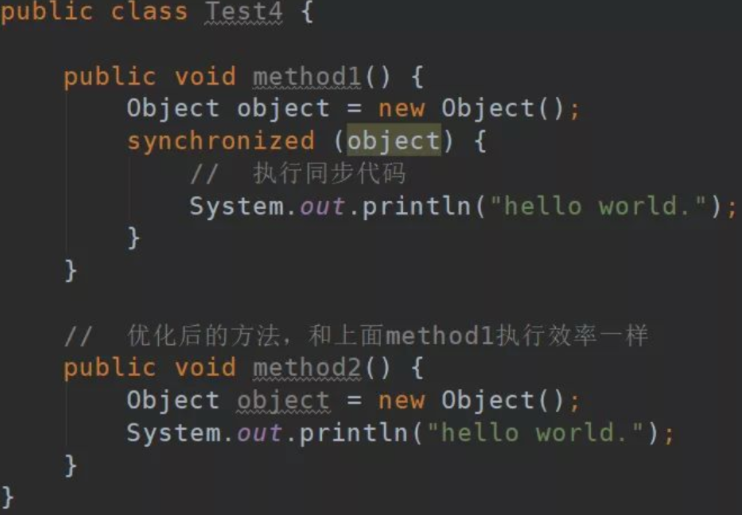 public class Test4 {
public void method1() {
Object object = new Object();
synchronized (object) {
// 执行同步代码
System.out.println("hello world.");
}
}
// 优化后的方法，和上面method1执行效率一样
public void method2() {
Object object = new Object();
System.out.println("hello world.");
}
}